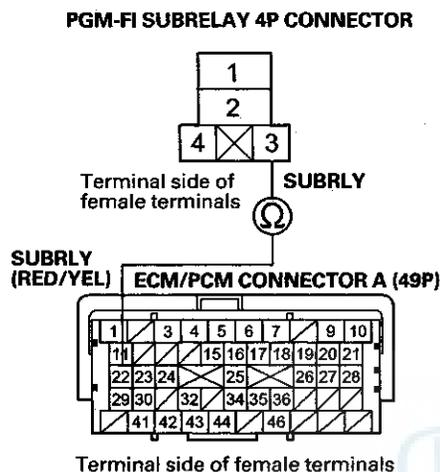 PGM-FI SUBRELAY 4P CONNECTOR
1
2
4 3
Terminal side of
female terminals
SUBRLY
Ω
SUBRLY
(RED/YEL)
ECM/PCM CONNECTOR A (49P)
1 3 4 5 6 7 9 10
11 15 16 17 18 19 20 21
22 23 24 25 26 27 28
29 30 32 34 35 36
41 42 43 44 46
Terminal side of female terminals